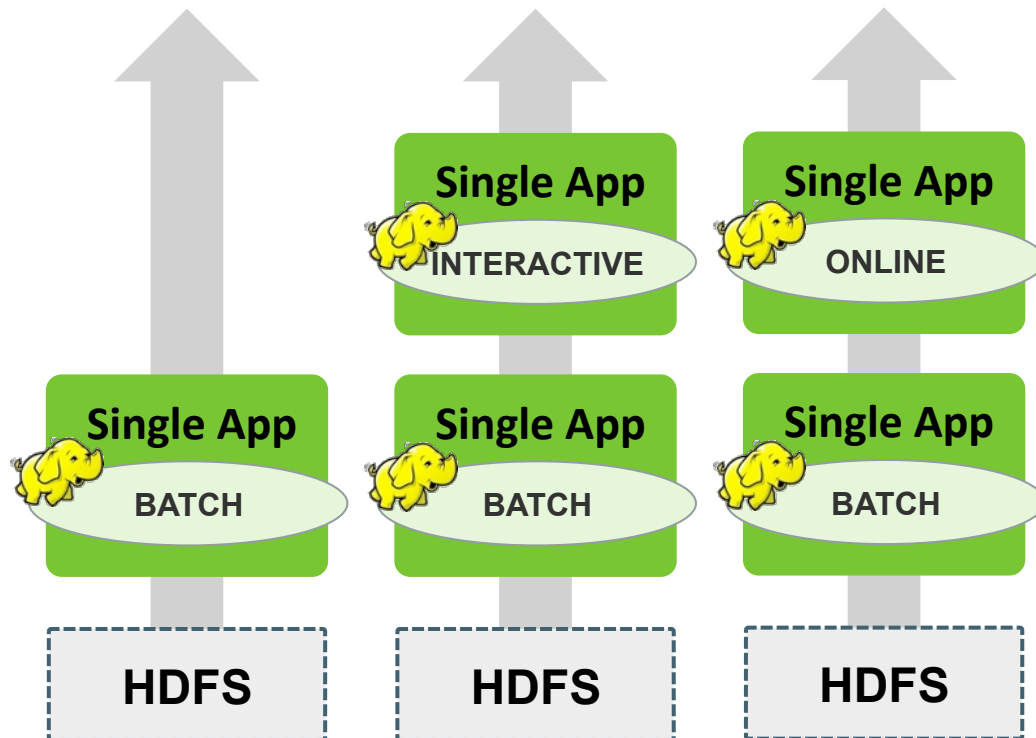 Single App
INTERACTIVE
Single App
ONLINE
Single App
BATCH
Single App
BATCH
Single App
BATCH
HDFS
HDFS
HDFS